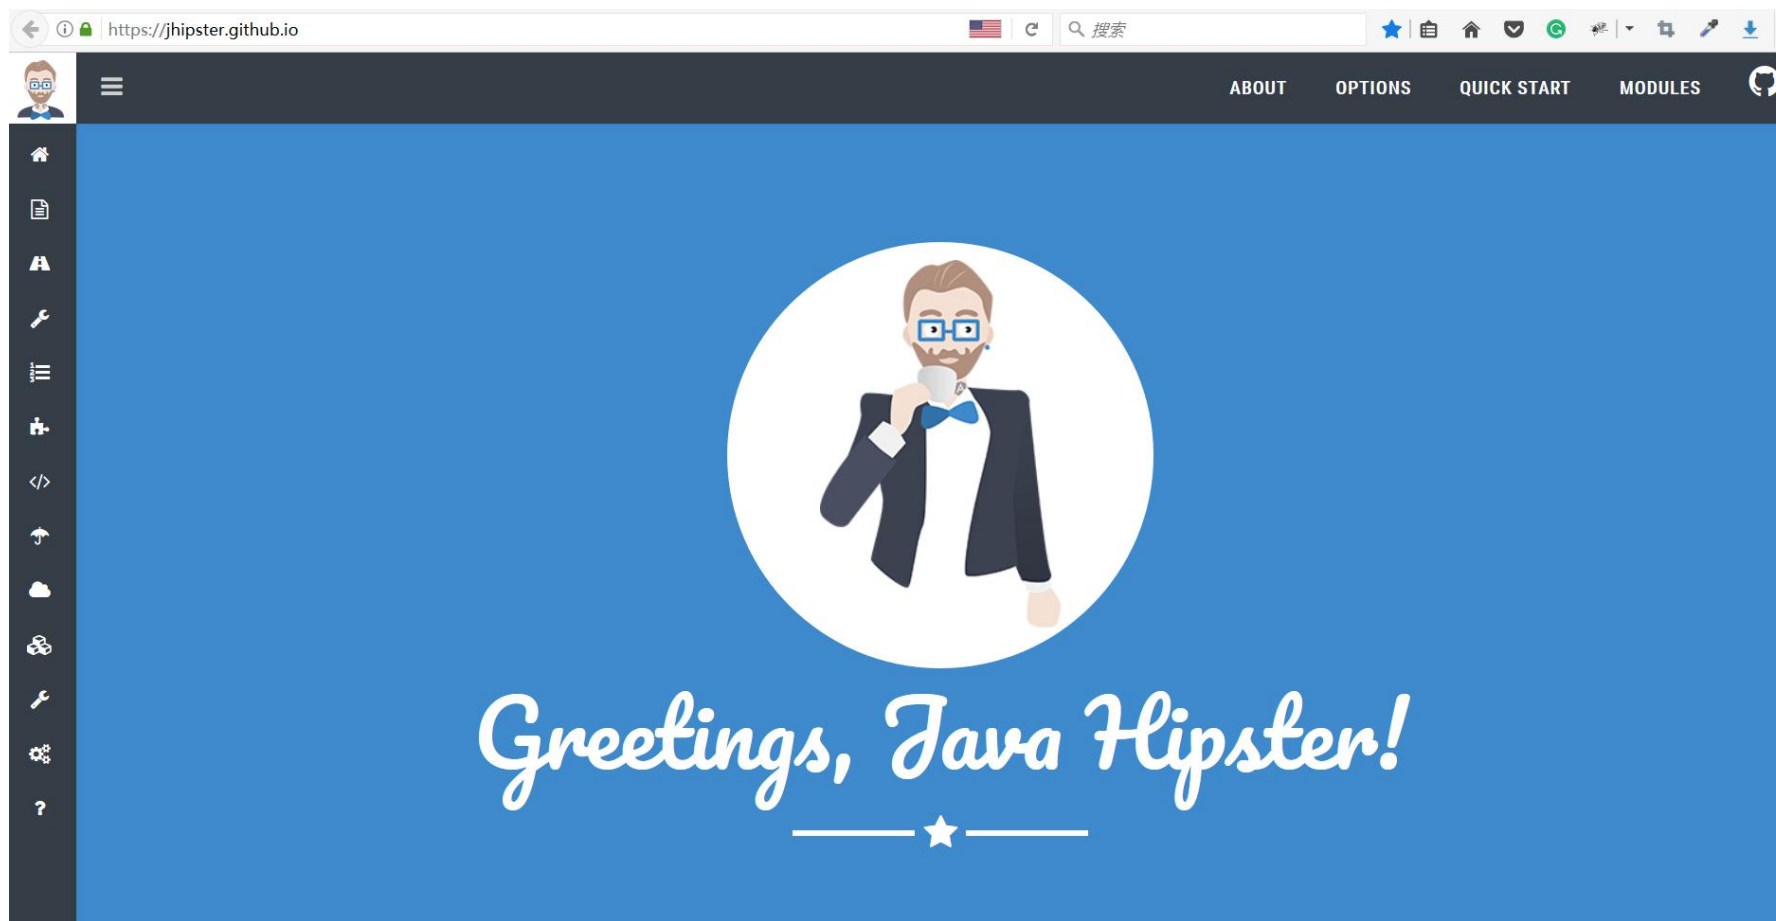 https://jhipster.github.io
搜索
ABOUT OPTIONS QUICK START MODULES
Greetings, Java Hipster!